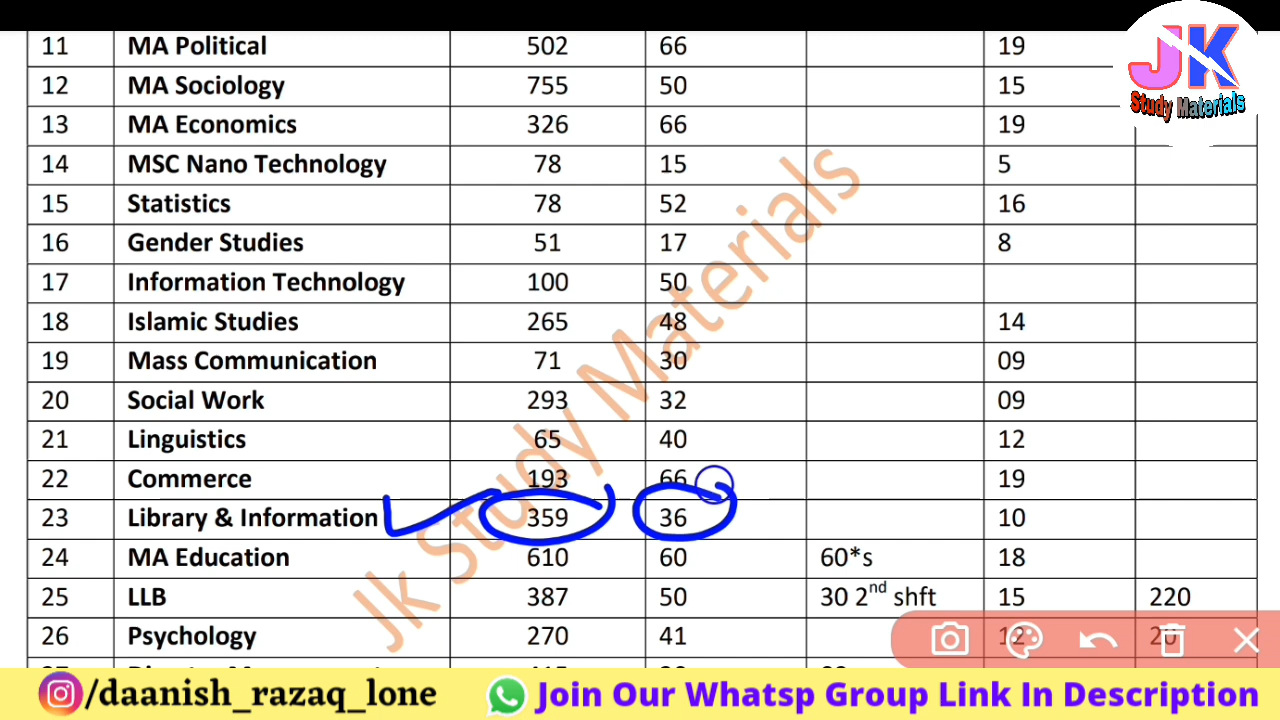 11 MA Political 502 66 19
12 MA Sociology 755 50 15
13 MA Economics 326 66 19
14 MSC Nano Technology 78 15 5
15 Statistics 78 52 16
16 Gender Studies 51 17 8
17 Information Technology 100 50
18 Islamic Studies 265 48 14
19 Mass Communication 71 30 09
20 Social Work 293 32 09
21 Linguistics 65 40 12
22 Commerce 193 66 19
23 Library & Information 359 36 10
24 MA Education 610 60 60*s 18
25 LLB 387 50 30 2nd shft 15 220
26 Psychology 270 41 12 20
JK
Study Materials
Jk Study Materials
/daanish_razaq_lone
Join Our Whatsp Group Link In Description